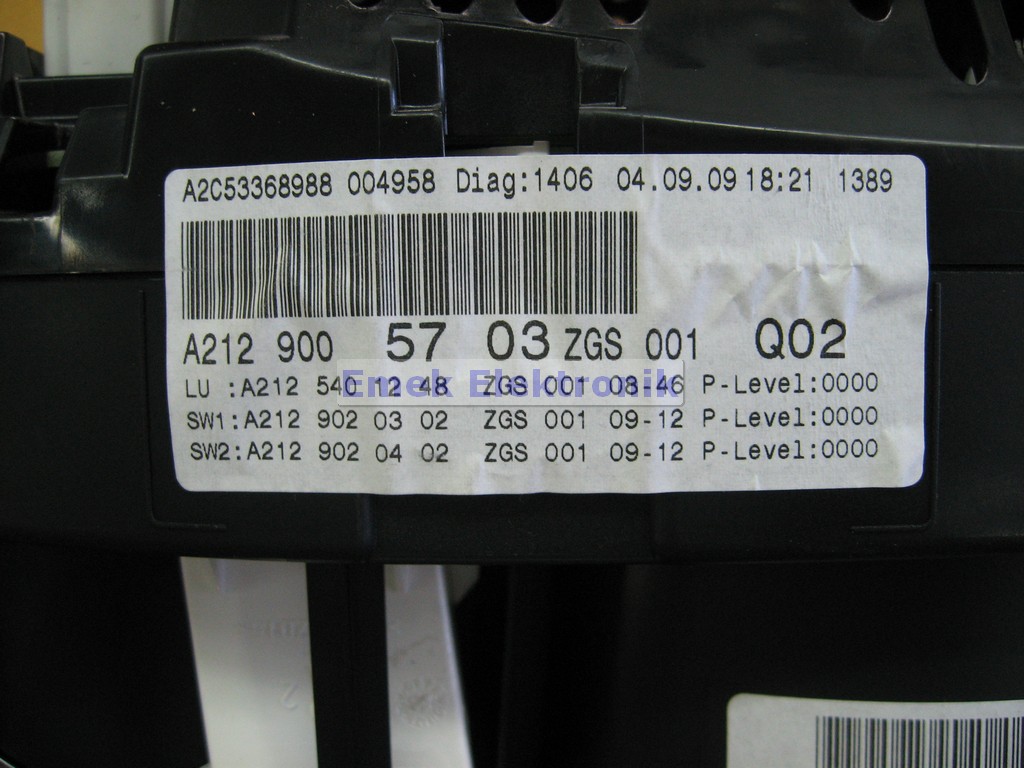 A2C53368988 004958 Diag:1406 04.09.09 18:21 1389
A212 900 57 03 ZGS 001 Q02
Emek Elektronik
LU :A212 540 12 48 ZGS 001 08-46 P-Level:0000
SW1:A212 902 03 02 ZGS 001 09-12 P-Level:0000
SW2:A212 902 04 02 ZGS 001 09-12 P-Level:0000